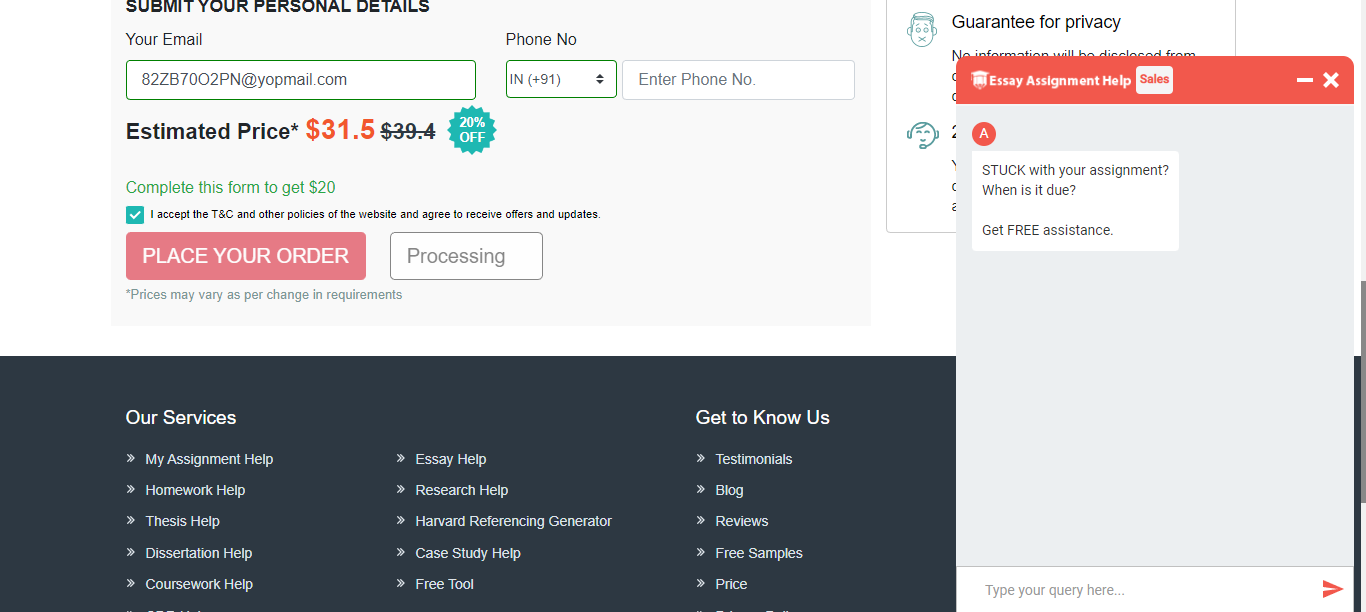 SUBMIT YOUR PERSONAL DETAILS
Your Email
Phone No
82ZB70O2PN@yopmail.com
IN (+91)
Enter Phone No.
Estimated Price* $31.5 $39.4
20%
OFF
Complete this form to get $20
I accept the T&C and other policies of the website and agree to receive offers and updates.
PLACE YOUR ORDER
Processing
*Prices may vary as per change in requirements
Guarantee for privacy
No information will be disclosed from
Essay Assignment Help Sales
A
STUCK with your assignment?
When is it due?
Get FREE assistance.
Type your query here...
Our Services
My Assignment Help
Homework Help
Thesis Help
Dissertation Help
Coursework Help
Essay Help
Research Help
Harvard Referencing Generator
Case Study Help
Free Tool
Get to Know Us
Testimonials
Blog
Reviews
Free Samples
Price